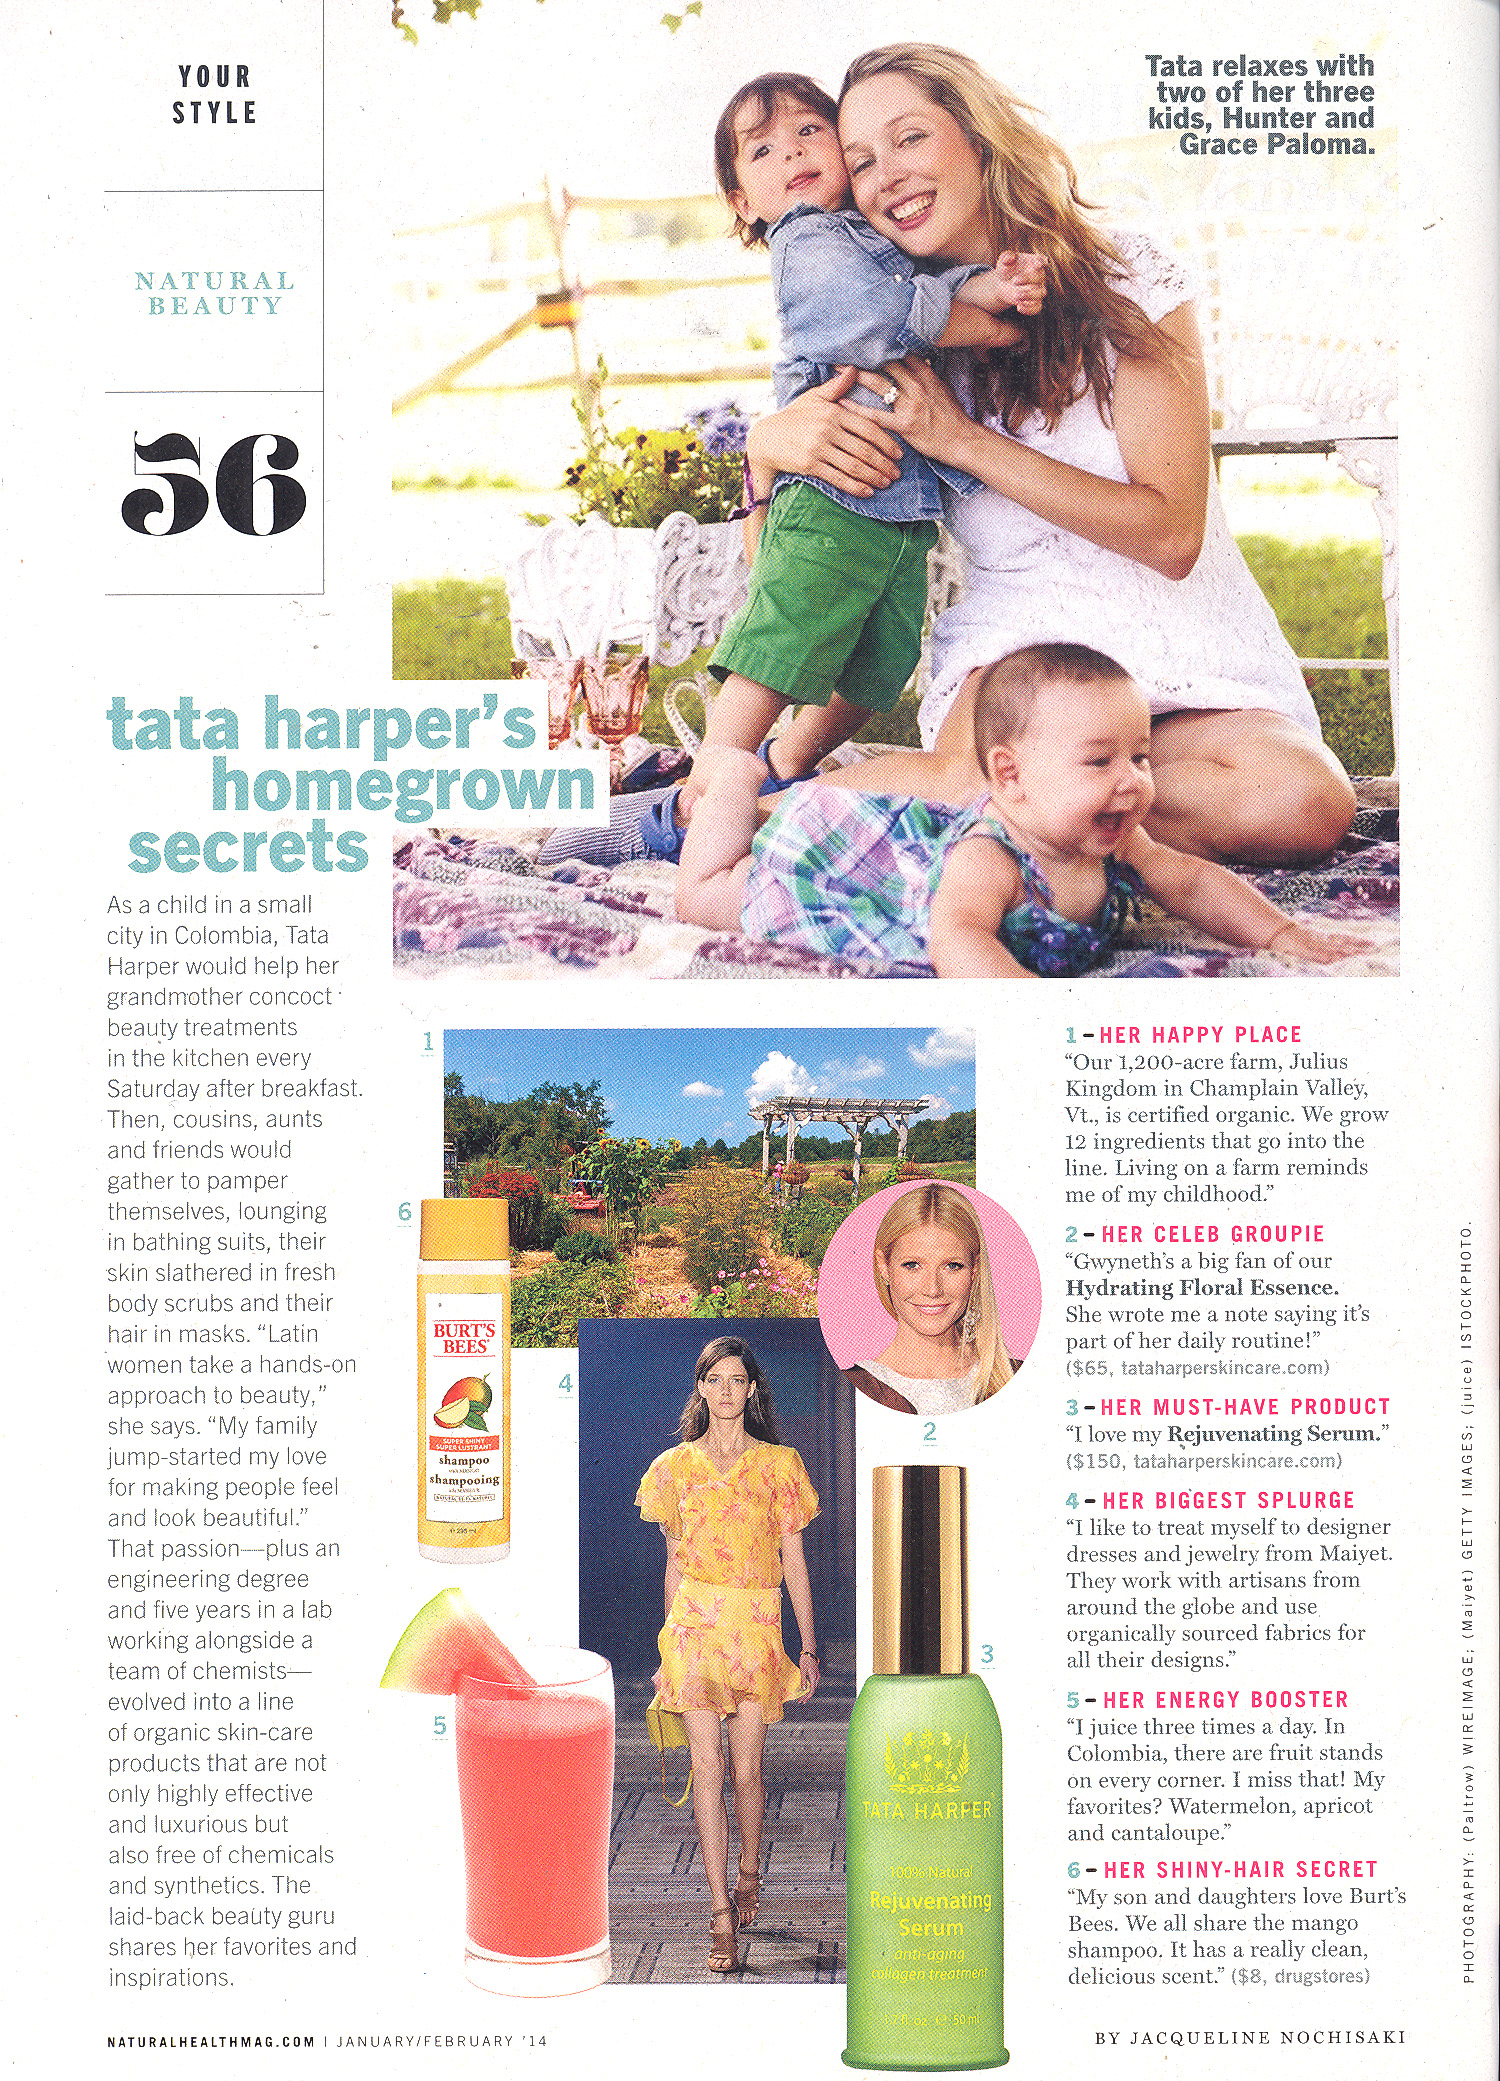 YOUR
STYLE
NATURAL
BEAUTY
56
Tata relaxes with
two of her three
kids, Hunter and
Grace Paloma.
tata harper's
homegrown
secrets
As a child in a small
city in Colombia, Tata
Harper would help her
grandmother concoct
beauty treatments
in the kitchen every
Saturday after breakfast.
Then, cousins, aunts
and friends would
gather to pamper
themselves, lounging
in bathing suits, their
skin slathered in fresh
body scrubs and their
hair in masks. “Latin
women take a hands-on
approach to beauty,”
she says. “My family
jump-started my love
for making people feel
and look beautiful.”
That passion—plus an
engineering degree
and five years in a lab
working alongside a
team of chemists—
evolved into a line
of organic skin-care
products that are not
only highly effective
and luxurious but
also free of chemicals
and synthetics. The
laid-back beauty guru
shares her favorites and
inspirations.
1
6
4
2
3
5
BURT'S
BEES
SUPER SHINY
SUPER LUSTRANT
shampoo
shampooing
TATA HARPER
100% Natural
Rejuvenating
Serum
anti-aging
collagen treatment
1.7 fl oz e 50 ml
1 – HER HAPPY PLACE
“Our 1,200-acre farm, Julius
Kingdom in Champlain Valley,
Vt., is certified organic. We grow
12 ingredients that go into the
line. Living on a farm reminds
me of my childhood.”
2 – HER CELEB GROUPIE
“Gwyneth's a big fan of our
Hydrating Floral Essence.
She wrote me a note saying it's
part of her daily routine!”
($65, tataharperskincare.com)
3 – HER MUST-HAVE PRODUCT
“I love my Rejuvenating Serum.”
($150, tataharperskincare.com)
4 – HER BIGGEST SPLURGE
“I like to treat myself to designer
dresses and jewelry from Maiyet.
They work with artisans from
around the globe and use
organically sourced fabrics for
all their designs.”
5 – HER ENERGY BOOSTER
“I juice three times a day. In
Colombia, there are fruit stands
on every corner. I miss that! My
favorites? Watermelon, apricot
and cantaloupe.”
6 – HER SHINY-HAIR SECRET
“My son and daughters love Burt's
Bees. We all share the mango
shampoo. It has a really clean,
delicious scent.” ($8, drugstores)
PHOTOGRAPHY: (Paltrow) WIREIMAGE; (Maiyet) GETTY IMAGES; (juice) ISTOCKPHOTO.
NATURALHEALTHMAG.COM | JANUARY/FEBRUARY '14
BY JACQUELINE NOCHISAKI